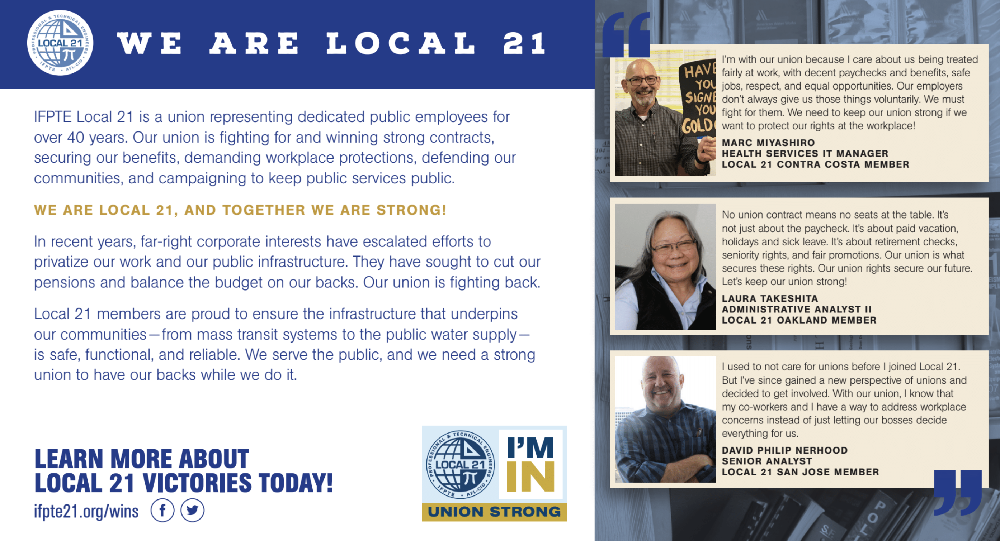 PROFESSIONAL & TECHNICAL ENGINEERS
LOCAL 21
π
IFPTE • AFL-CIO
WE ARE LOCAL 21
IFPTE Local 21 is a union representing dedicated public employees for
over 40 years. Our union is fighting for and winning strong contracts,
securing our benefits, demanding workplace protections, defending our
communities, and campaigning to keep public services public.
WE ARE LOCAL 21, AND TOGETHER WE ARE STRONG!
In recent years, far-right corporate interests have escalated efforts to
privatize our work and our public infrastructure. They have sought to cut our
pensions and balance the budget on our backs. Our union is fighting back.
Local 21 members are proud to ensure the infrastructure that underpins
our communities—from mass transit systems to the public water supply—
is safe, functional, and reliable. We serve the public, and we need a strong
union to have our backs while we do it.
LEARN MORE ABOUT
LOCAL 21 VICTORIES TODAY!
ifpte21.org/wins
PROFESSIONAL & TECHNICAL ENGINEERS
LOCAL 21
π
IFPTE • AFL-CIO
I'M
IN
UNION STRONG
“
HAVE
YOU
SIGNE
YOU
GOLD
I'm with our union because I care about us being treated
fairly at work, with decent paychecks and benefits, safe
jobs, respect, and equal opportunities. Our employers
don't always give us those things voluntarily. We must
fight for them. We need to keep our union strong if we
want to protect our rights at the workplace!
MARC MIYASHIRO
HEALTH SERVICES IT MANAGER
LOCAL 21 CONTRA COSTA MEMBER
No union contract means no seats at the table. It's
not just about the paycheck. It's about paid vacation,
holidays and sick leave. It's about retirement checks,
seniority rights, and fair promotions. Our union is what
secures these rights. Our union rights secure our future.
Let's keep our union strong!
LAURA TAKESHITA
ADMINISTRATIVE ANALYST II
LOCAL 21 OAKLAND MEMBER
I used to not care for unions before I joined Local 21.
But I've since gained a new perspective of unions and
decided to get involved. With our union, I know that
my co-workers and I have a way to address workplace
concerns instead of just letting our bosses decide
everything for us.
DAVID PHILIP NERHOOD
SENIOR ANALYST
LOCAL 21 SAN JOSE MEMBER
”